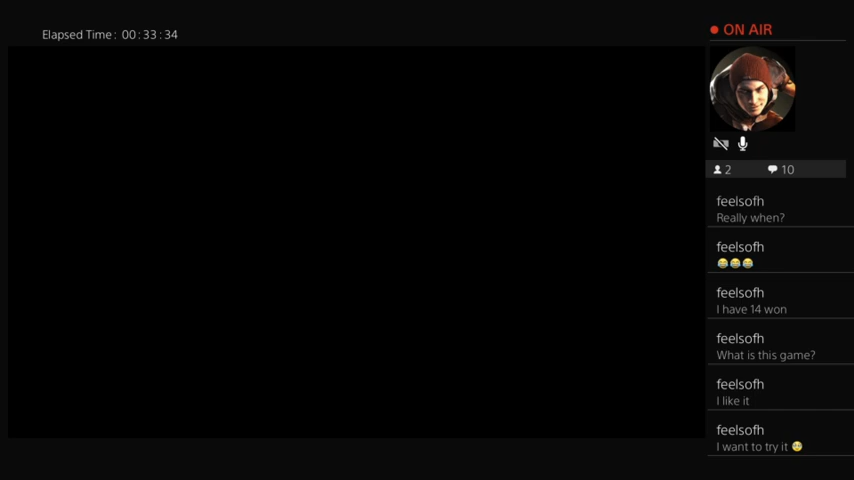 Elapsed Time: 00:33:34
ON AIR
2 10
feelsofh
Really when?
feelsofh
😂😂😂
feelsofh
I have 14 won
feelsofh
What is this game?
feelsofh
I like it
feelsofh
I want to try it 🥺